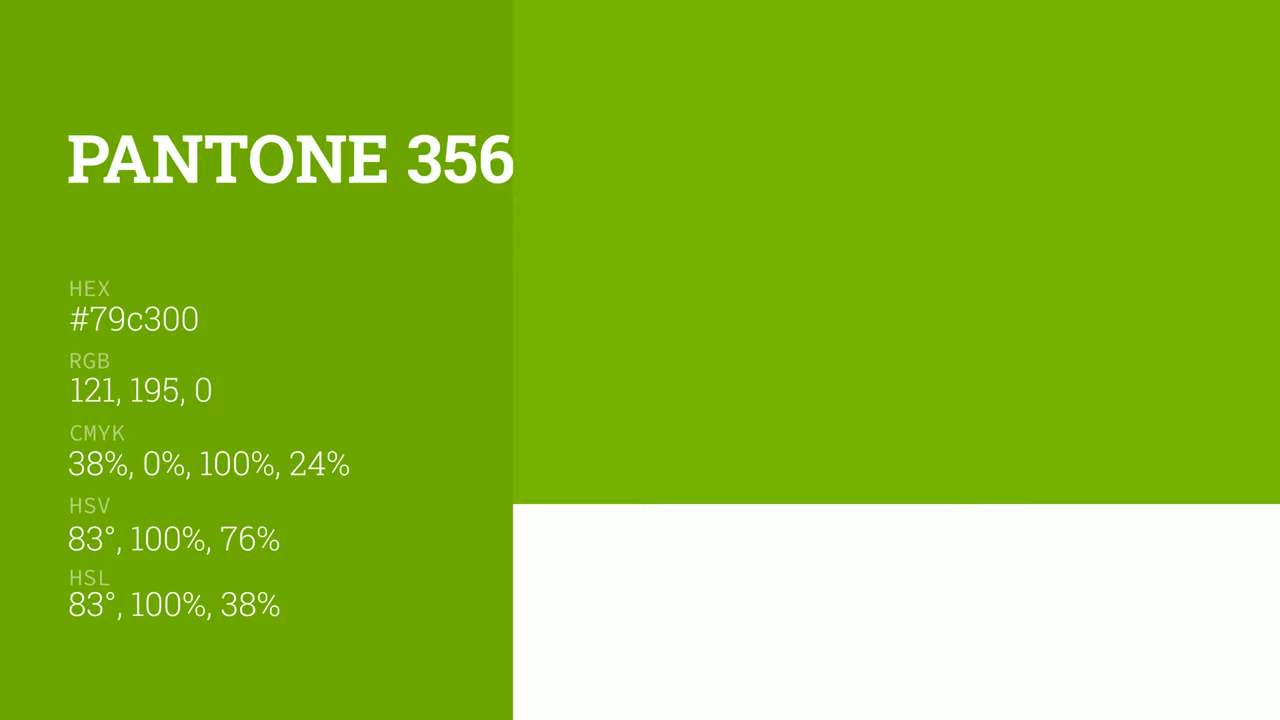 PANTONE 356
HEX
#79c300
RGB
121, 195, 0
CMYK
38%, 0%, 100%, 24%
HSV
83°, 100%, 76%
HSL
83°, 100%, 38%